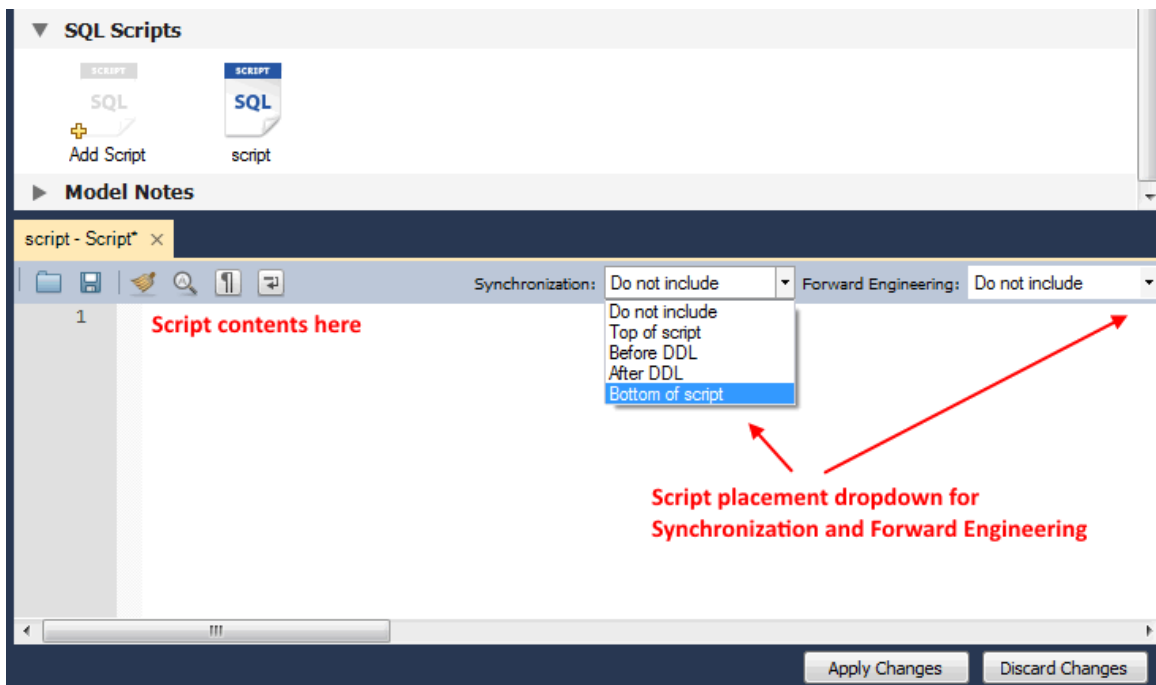 SQL Scripts
SCRIPT
SQL
Add Script
SCRIPT
SQL
script
Model Notes
script - Script*
Synchronization: Do not include Forward Engineering: Do not include
1 Script contents here
Do not include
Top of script
Before DDL
After DDL
Bottom of script
Script placement dropdown for
Synchronization and Forward Engineering
Apply Changes Discard Changes